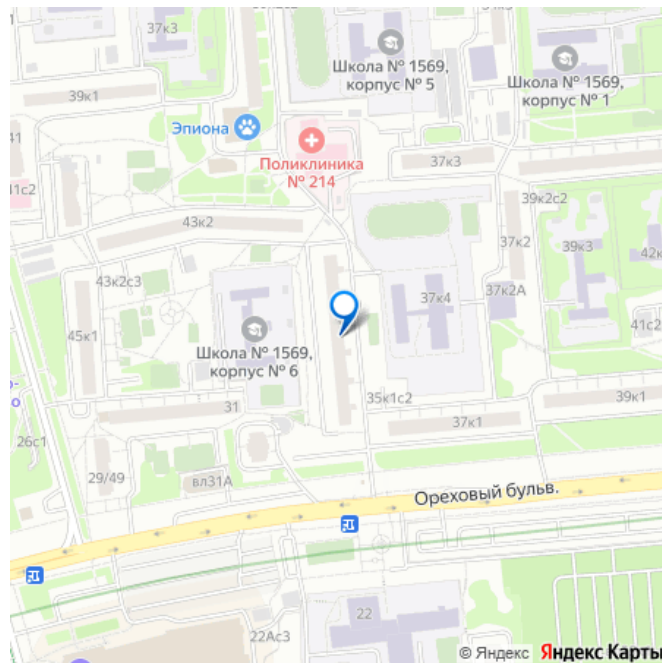 37к3
Школа № 1569,
корпус № 5
Школа № 1569,
корпус № 1
39к1
Эпиона
41
Поликлиника
№ 214
37к3
41с2
39к2с2
43к2
37к2
39к3
42к
43к2с3
37к4
37к2А
45к1
Школа № 1569,
корпус № 6
41с2
31
35к1с2
39к1
37к1
26с1
29/49
вл31А
Ореховый бульв.
22
22Ас3
© Яндекс Яндекс Карты